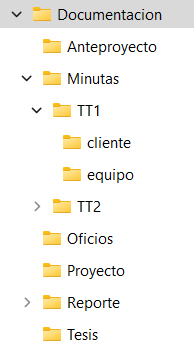 Documentacion
Anteproyecto
Minutas
TT1
cliente
equipo
TT2
Oficios
Proyecto
Reporte
Tesis